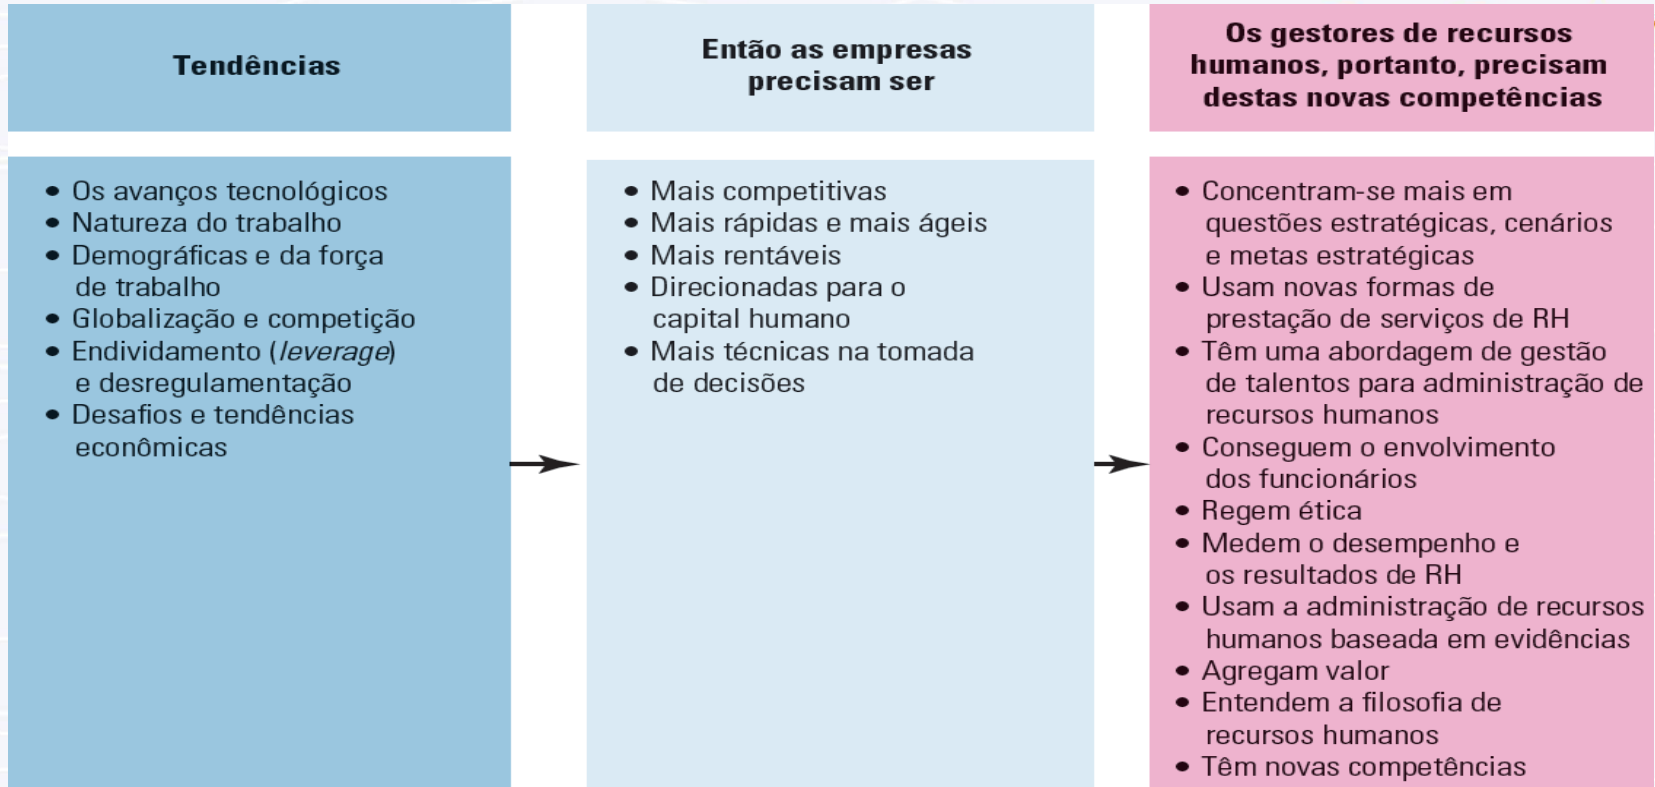 Tendências
Então as empresas
precisam ser
Os gestores de recursos
humanos, portanto, precisam
destas novas competências
• Os avanços tecnológicos
• Natureza do trabalho
• Demográficas e da força
de trabalho
• Globalização e competição
• Endividamento (leverage)
e desregulamentação
• Desafios e tendências
econômicas
• Mais competitivas
• Mais rápidas e mais ágeis
• Mais rentáveis
• Direcionadas para o
capital humano
• Mais técnicas na tomada
de decisões
• Concentram-se mais em
questões estratégicas, cenários
e metas estratégicas
• Usam novas formas de
prestação de serviços de RH
• Têm uma abordagem de gestão
de talentos para administração de
recursos humanos
• Conseguem o envolvimento
dos funcionários
• Regem ética
• Medem o desempenho e
os resultados de RH
• Usam a administração de recursos
humanos baseada em evidências
• Agregam valor
• Entendem a filosofia de
recursos humanos
• Têm novas competências